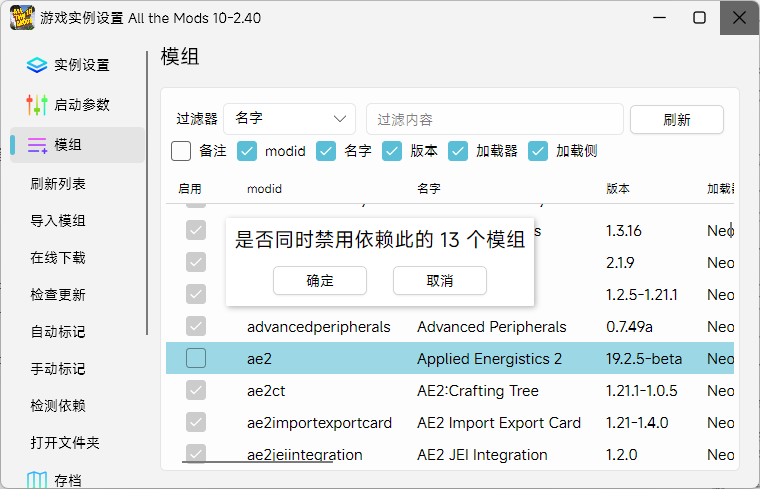 游戏实例设置 All the Mods 10-2.40
实例设置
启动参数
模组
刷新列表
导入模组
在线下载
检查更新
自动标记
手动标记
检测依赖
打开文件夹
存档
模组
过滤器 名字 过滤内容 刷新
备注 modid 名字 版本 加载器 加载侧
启用 modid 名字 版本 加载器
1.3.16 Neo
2.1.9 Neo
1.2.5-1.21.1 Neo
是否同时禁用依赖此的 13 个模组
确定 取消
advancedperipherals Advanced Peripherals 0.7.49a Neo
ae2 Applied Energistics 2 19.2.5-beta Neo
ae2ct AE2:Crafting Tree 1.21.1-1.0.5 Neo
ae2importexportcard AE2 Import Export Card 1.21-1.4.0 Neo
ae2jeiintegration AE2 JEI Integration 1.2.0 Neo